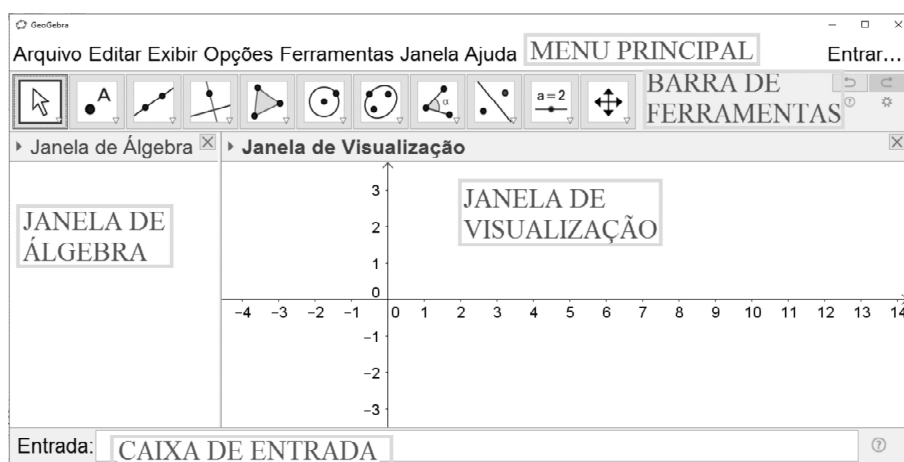 GeoGebra
Arquivo Editar Exibir Opções Ferramentas Janela Ajuda MENU PRINCIPAL Entrar...
A α a=2 BARRA DE
FERRAMENTAS
Janela de Álgebra Janela de Visualização
JANELA DE
ÁLGEBRA
JANELA DE
VISUALIZAÇÃO
3
2
1
0
−4 −3 −2 −1 0 1 2 3 4 5 6 7 8 9 10 11 12 13 14
−1
−2
−3
Entrada: CAIXA DE ENTRADA